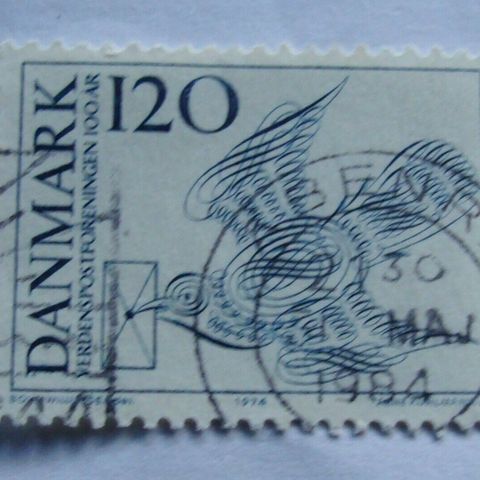 DANMARK
VERDENSPOSTFORENINGEN 100 ÅR
120
30
MAJ
1984
1974